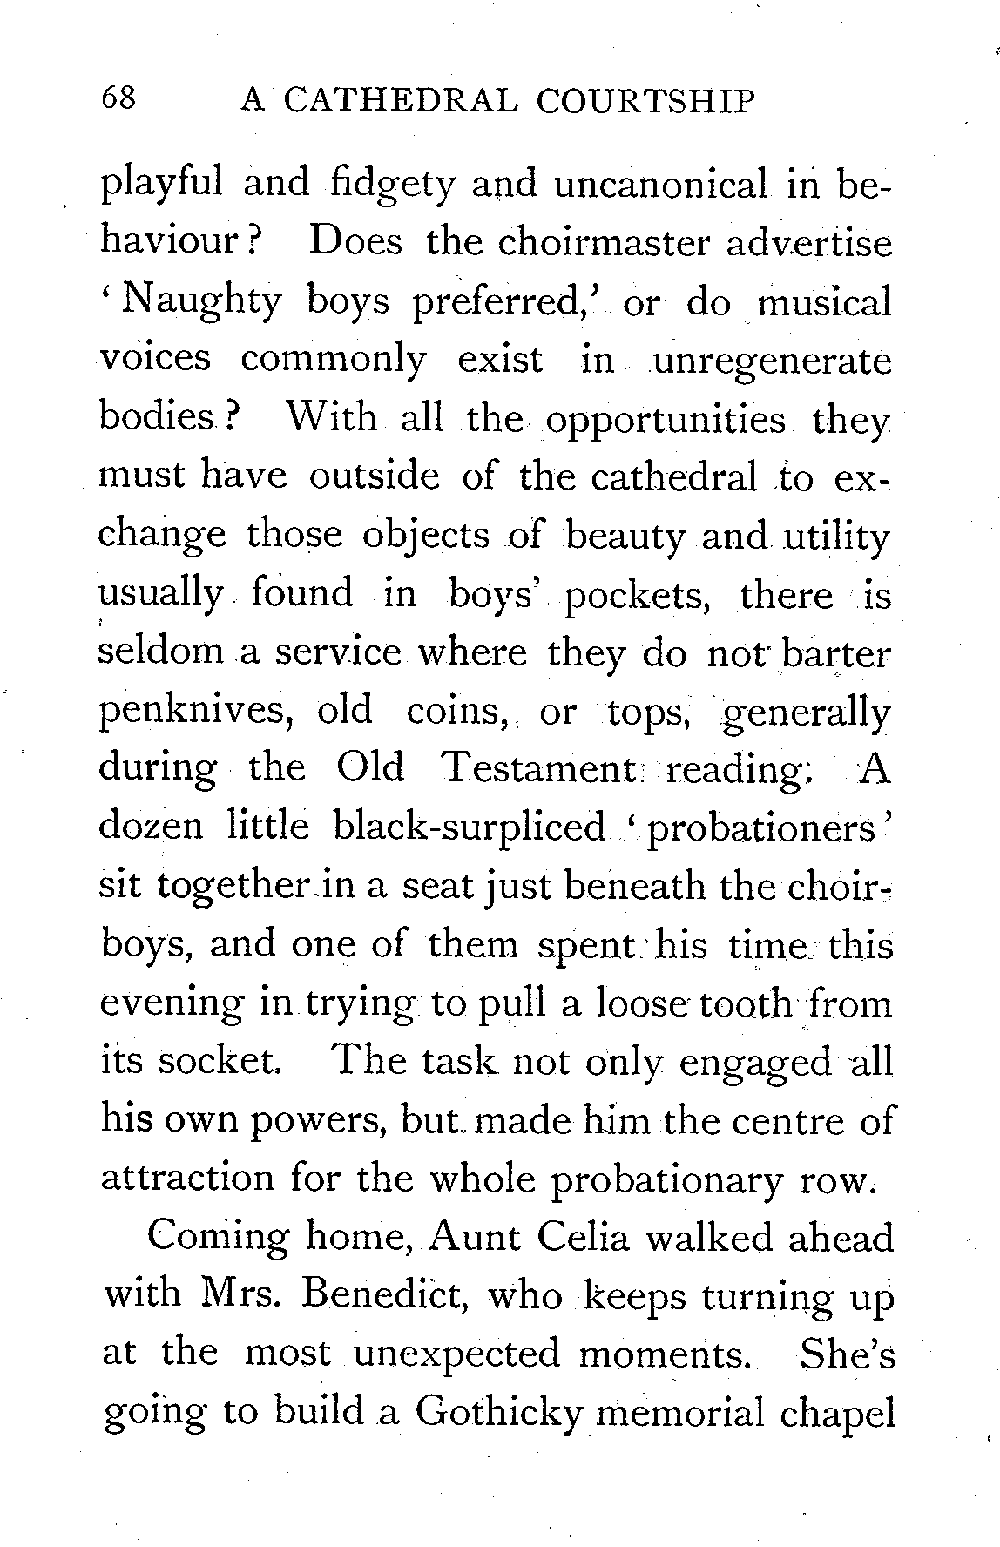 68 A CATHEDRAL COURTSHIP
playful and fidgety and uncanonical in be-
haviour? Does the choirmaster advertise
‘Naughty boys preferred,’ or do musical
voices commonly exist in unregenerate
bodies? With all the opportunities they
must have outside of the cathedral to ex-
change those objects of beauty and utility
usually found in boys’ pockets, there is
seldom a service where they do not barter
penknives, old coins, or tops, generally
during the Old Testament reading. A
dozen little black-surpliced ‘probationers’
sit together in a seat just beneath the choir-
boys, and one of them spent his time this
evening in trying to pull a loose tooth from
its socket. The task not only engaged all
his own powers, but made him the centre of
attraction for the whole probationary row.
Coming home, Aunt Celia walked ahead
with Mrs. Benedict, who keeps turning up
at the most unexpected moments. She’s
going to build a Gothicky memorial chapel